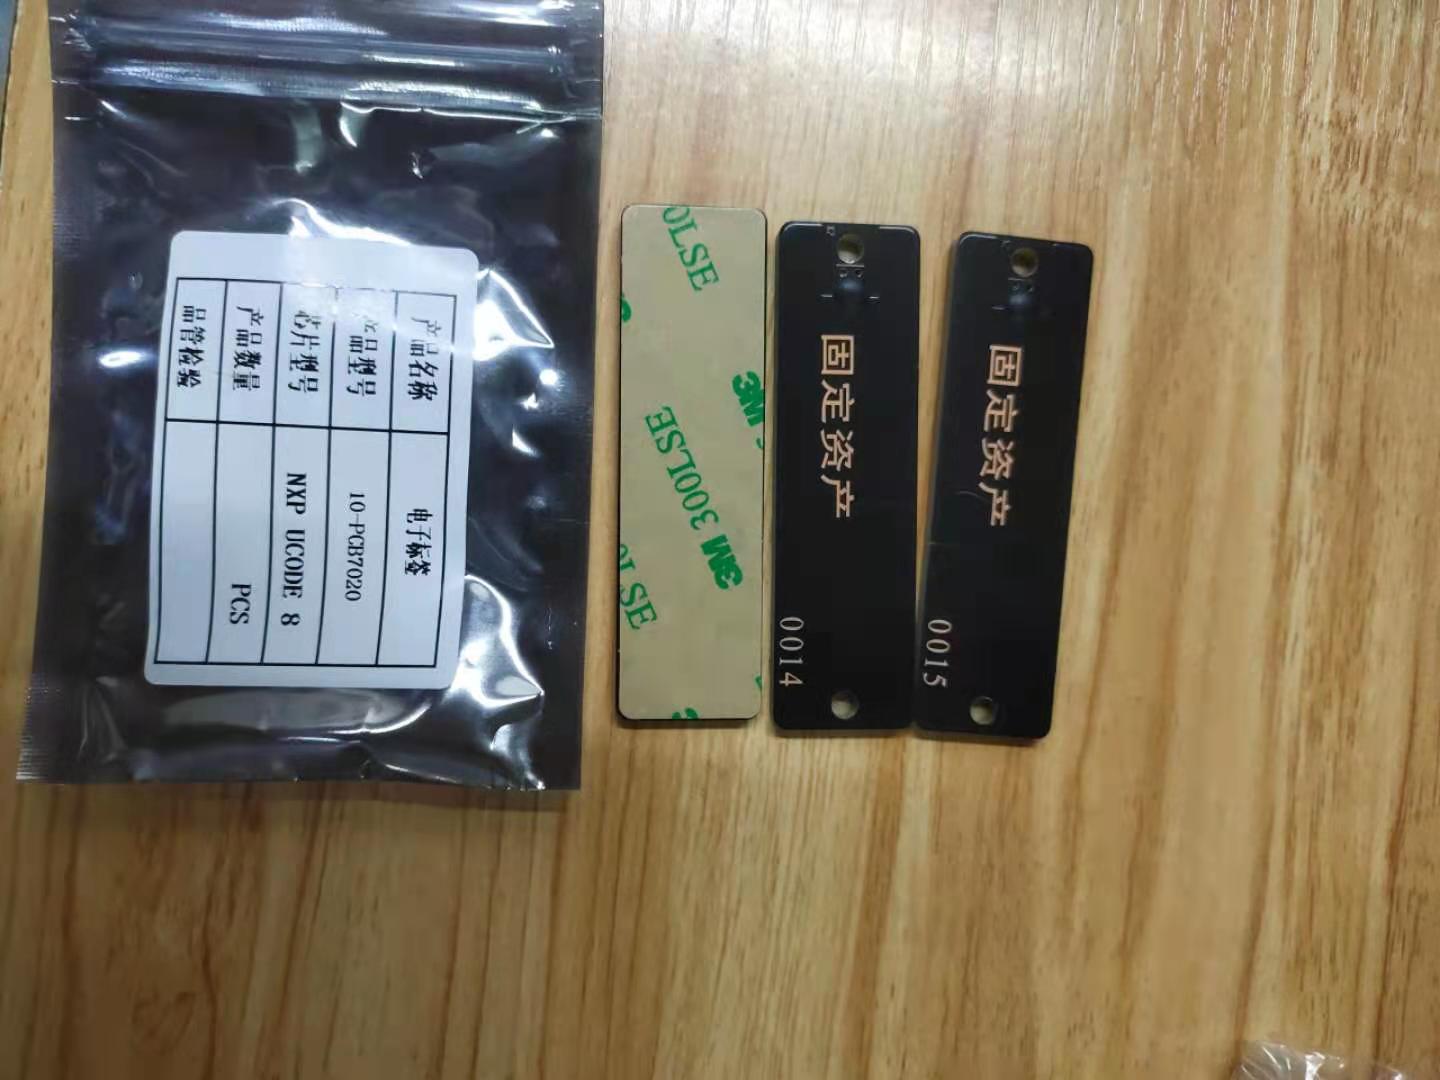 产品名称 电子标签
产品型号 10-PCB7020
芯片型号 NXP UCODE 8
产品数量 PCS
品管检验
0LSE
3M
3M 300LSE
0LSE
固定资产
0014
固定资产
0015